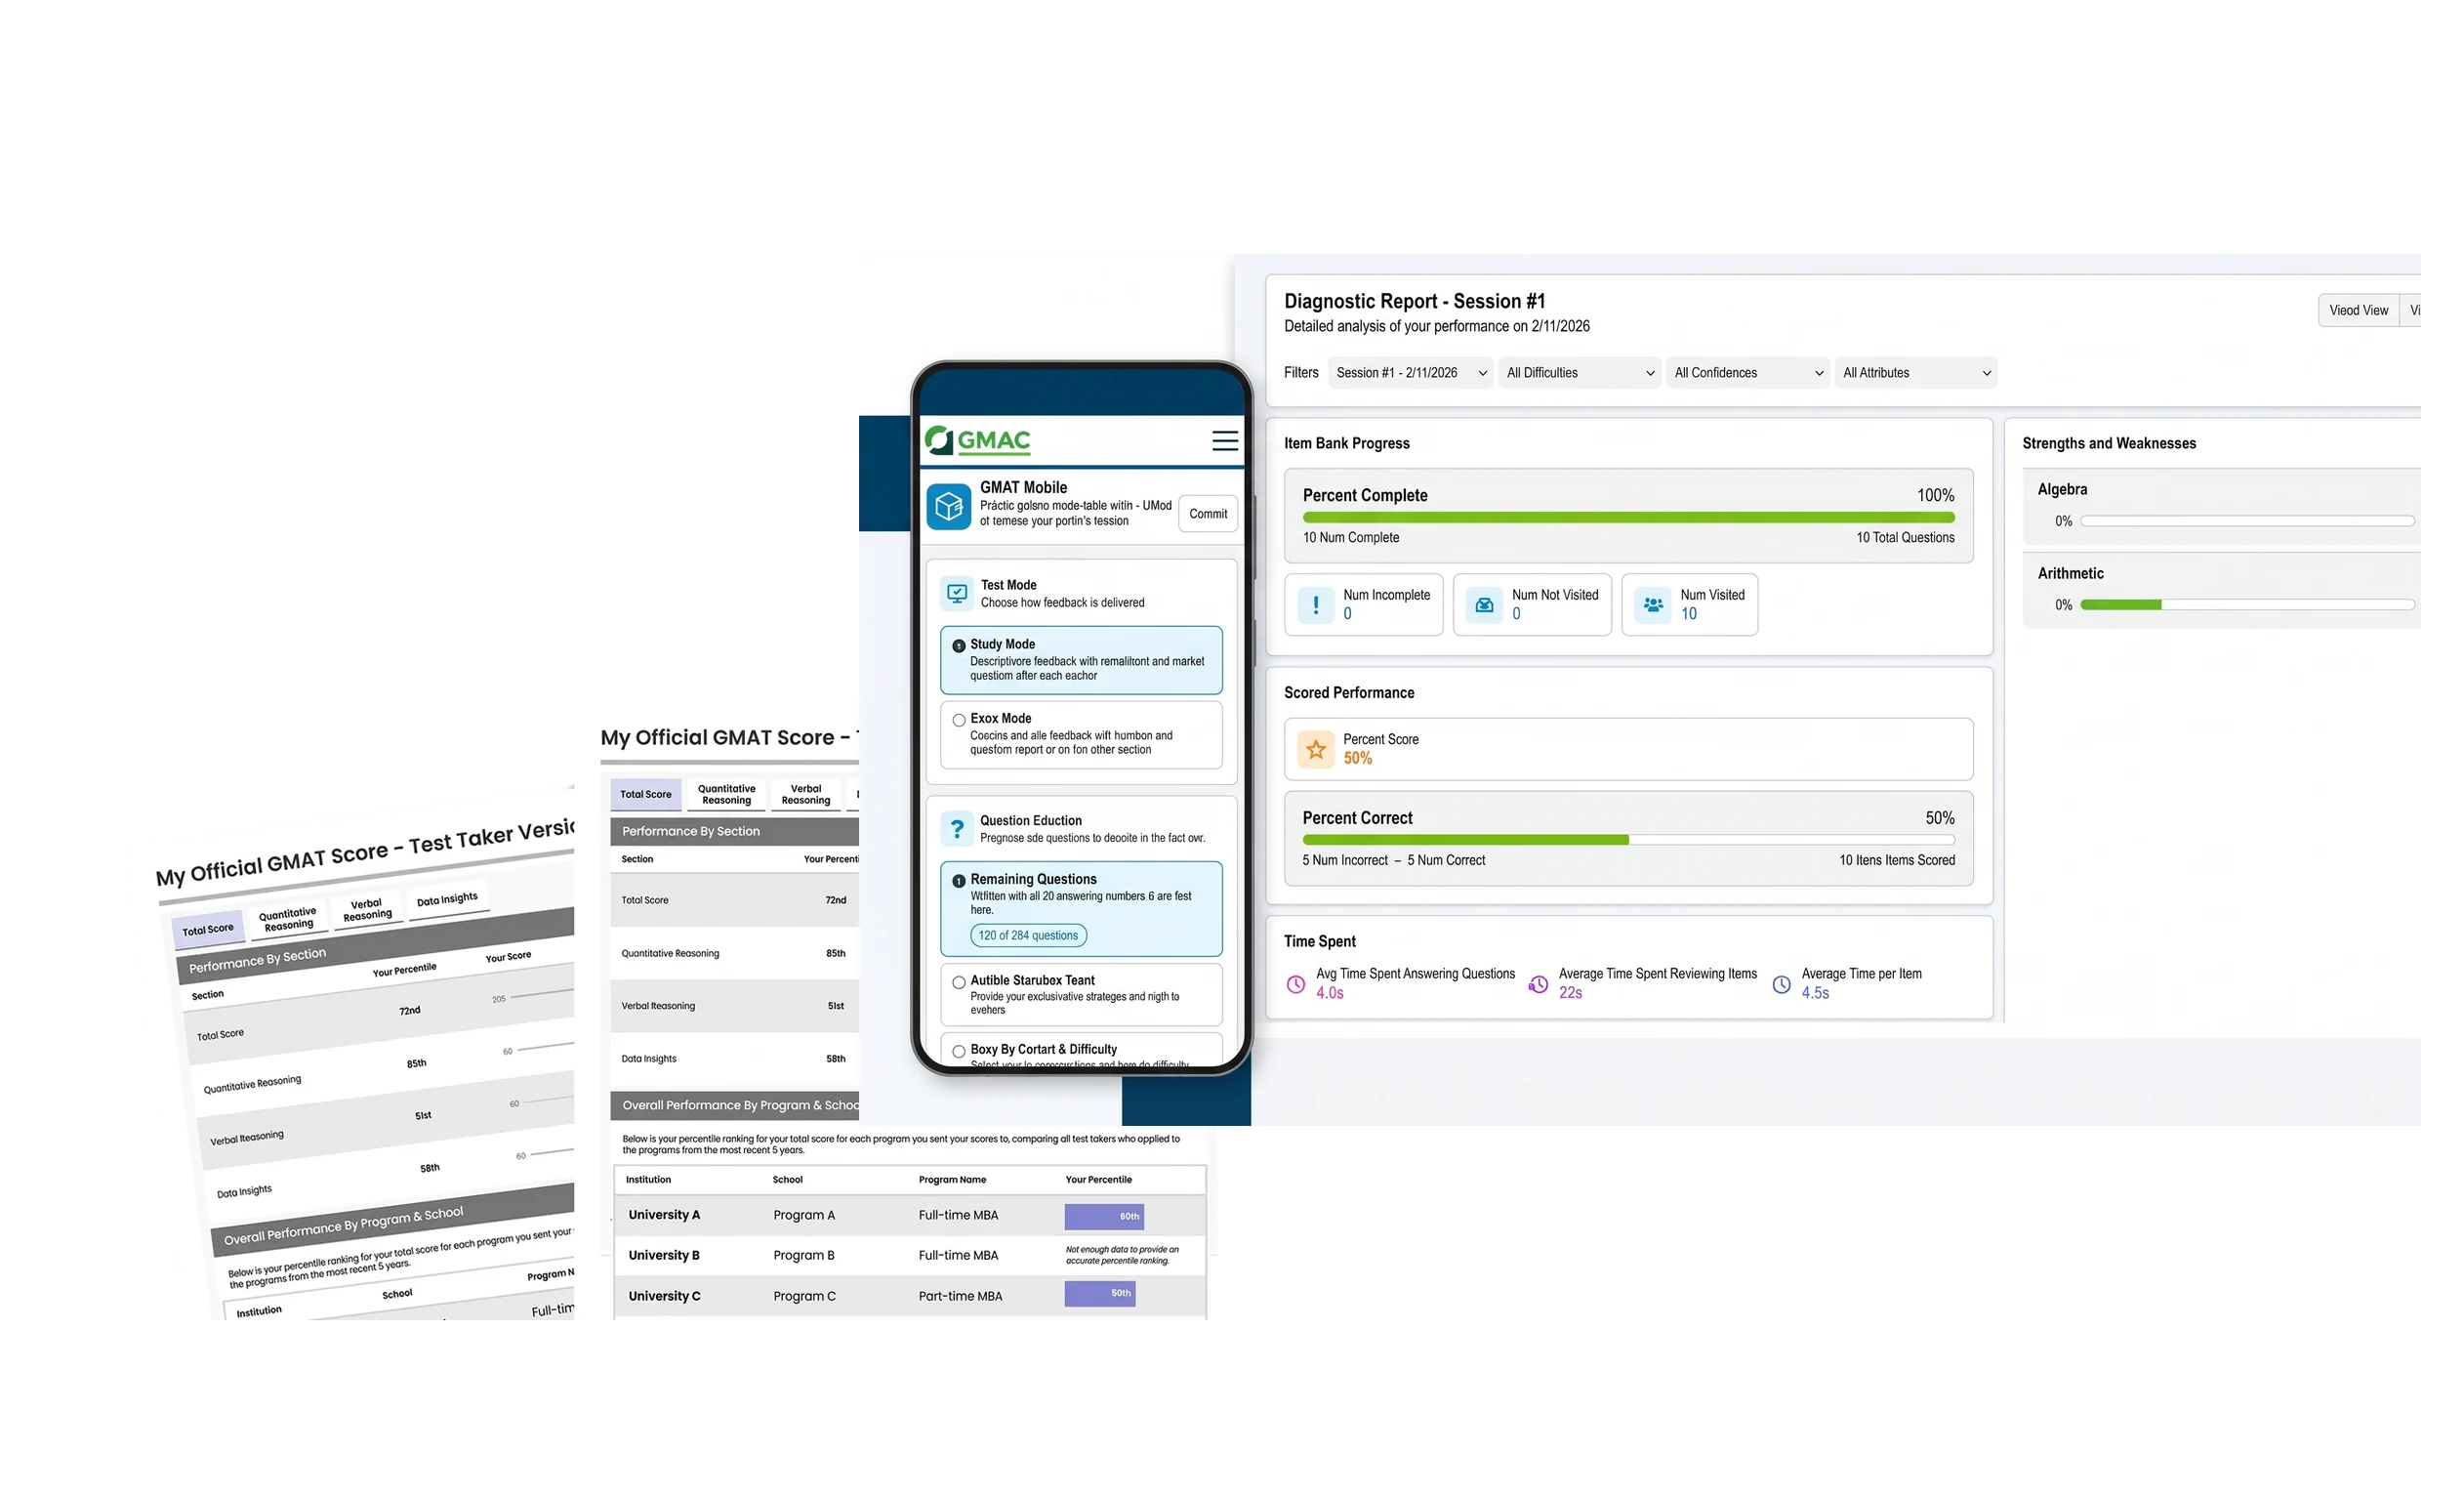 My Official GMAT Score – Test Taker Versio
Total Score
Quantitative
Reasoning
Verbal
Reasoning
Data Insights
Performance By Section
Section
Your Percentile
Your Score
Total Score
72nd
205
Quantitative Reasoning
85th
60
Verbal Reasoning
51st
60
Data Insights
58th
60
Overall Performance By Program & School
Below is your percentile ranking for your total score for each program you sent your
the programs from the most recent 5 years.
Institution
School
Program N
Full-tim
My Official GMAT Score – T
Total Score
Quantitative
Reasoning
Verbal
Reasoning
Performance By Section
Section
Your Percenti
Total Score
72nd
Quantitative Reasoning
85th
Verbal Reasoning
51st
Data Insights
58th
Overall Performance By Program & Schoo
Below is your percentile ranking for your total score for each program you sent your scores to, comparing all test takers who opplied to
the programs from the most recent 5 years.
Institution
School
Program Name
Your Percentile
University A
Program A
Full-time MBA
60th
University B
Program B
Full-time MBA
Not enough data to provide an
accurate percentile ranking.
University C
Program C
Part-time MBA
50th
GMAC
GMAT Mobile
Práctic golsno mode-table witin - UMod
ot temese your portin's tession
Commit
Test Mode
Choose how feedback is delivered
Study Mode
Descriptivore feedback with remalitont and market
questiom after each eachor
Exox Mode
Coecins and alle feedback wift humbon and
questom report or on fon other section
Question Eduction
Pregnose sde questions to deooite in the fact owr.
Remaining Questions
Wtfitten with all 20 answering numbers 6 are fest
here.
120 of 284 questions
Autible Starubox Teant
Provide your exclusivative strateges and nigth to
evehers
Boxy By Cortart & Difficulty
Diagnostic Report - Session #1
Detailed analysis of your performance on 2/11/2026
Vieod View
Vi
Filters
Session #1 - 2/11/2026
All Difficulties
All Confidences
All Attributes
Item Bank Progress
Percent Complete
100%
10 Num Complete
10 Total Questions
Num Incomplete
0
Num Not Visited
0
Num Visited
10
Scored Performance
Percent Score
50%
Percent Correct
50%
5 Num Incorrect – 5 Num Correct
10 Itens Items Scored
Time Spent
Avg Time Spent Answering Questions
4.0s
Average Time Spent Reviewing Items
22s
Average Time per Item
4.5s
Strengths and Weaknesses
Algebra
0%
Arithmetic
0%